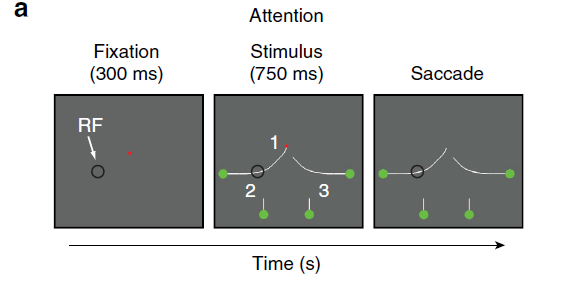 a
Attention
Fixation
(300 ms)
Stimulus
(750 ms)
Saccade
RF
1
2
3
Time (s)